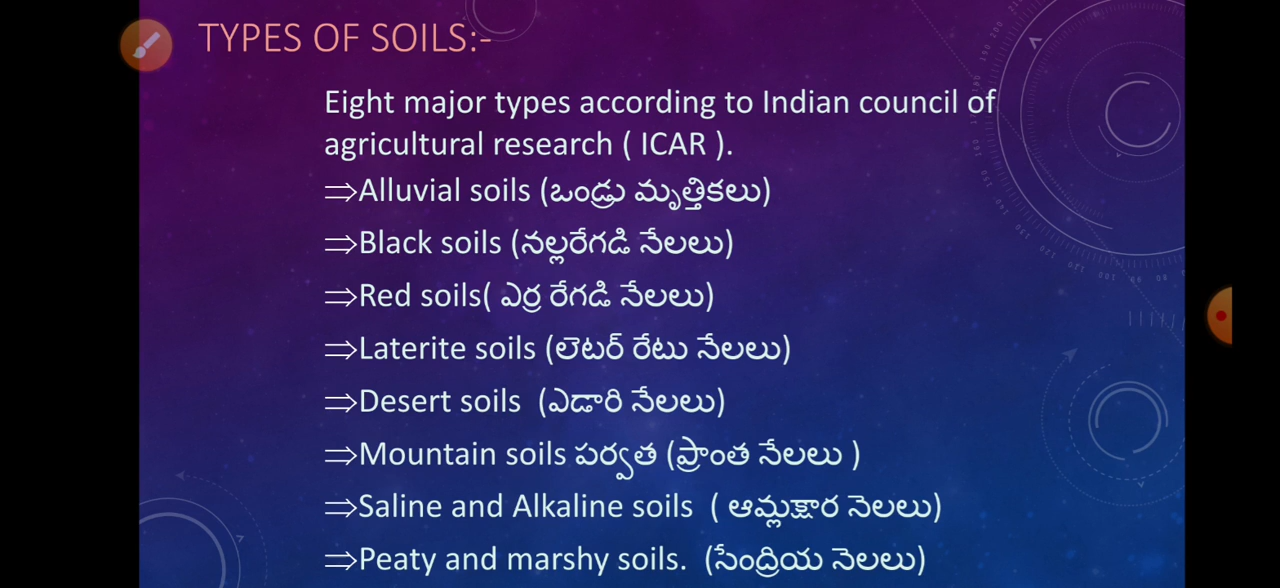 TYPES OF SOILS:-
Eight major types according to Indian council of
agricultural research ( ICAR ).
⇒Alluvial soils (ఒండ్రు మృత్తికలు)
⇒Black soils (నల్లరేగడి నేలలు)
⇒Red soils( ఎర్ర రేగడి నేలలు)
⇒Laterite soils (లెటర్ రేటు నేలలు)
⇒Desert soils (ఎడారి నేలలు)
⇒Mountain soils పర్వత (ప్రాంత నేలలు )
⇒Saline and Alkaline soils ( ఆమ్లక్షార నెలలు)
⇒Peaty and marshy soils. (సేంద్రియ నెలలు)